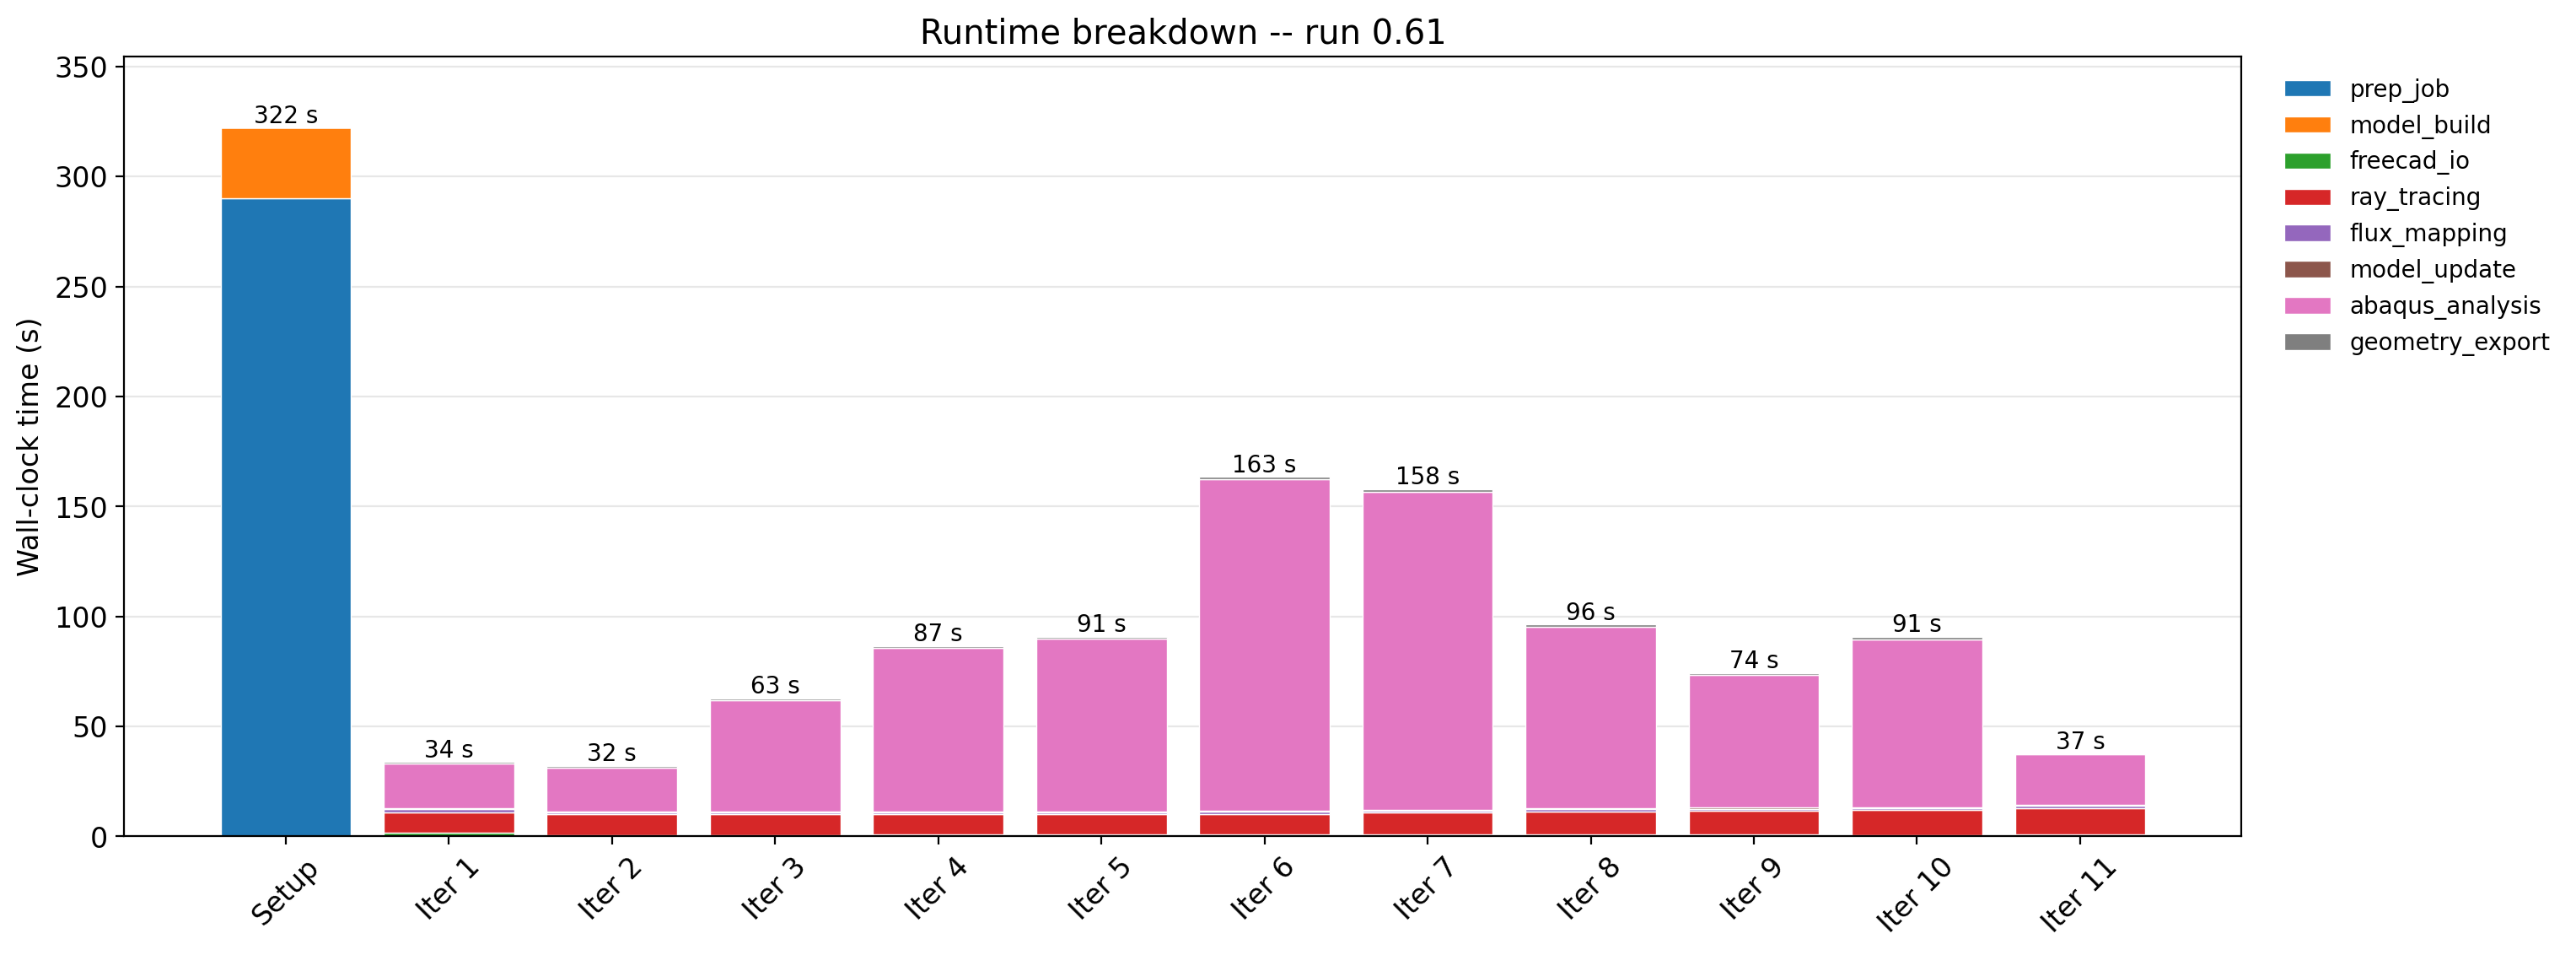 Runtime breakdown -- run 0.61
Wall-clock time (s)
350
300
250
200
150
100
50
0
322 s
34 s
32 s
63 s
87 s
91 s
163 s
158 s
96 s
74 s
91 s
37 s
Setup
Iter 1
Iter 2
Iter 3
Iter 4
Iter 5
Iter 6
Iter 7
Iter 8
Iter 9
Iter 10
Iter 11
prep_job
model_build
freecad_io
ray_tracing
flux_mapping
model_update
abaqus_analysis
geometry_export